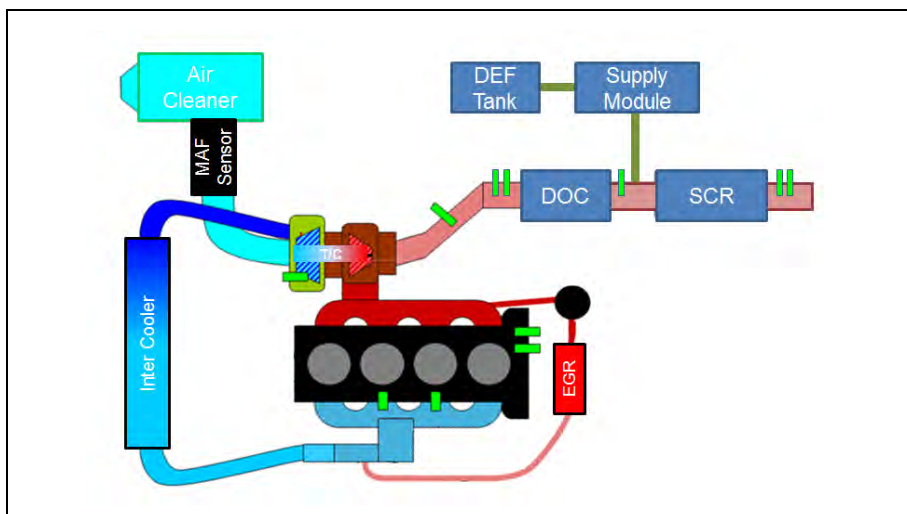 Air
Cleaner
MAF
Sensor
DEF
Tank
Supply
Module
DOC
SCR
T/C
Inter Cooler
EGR